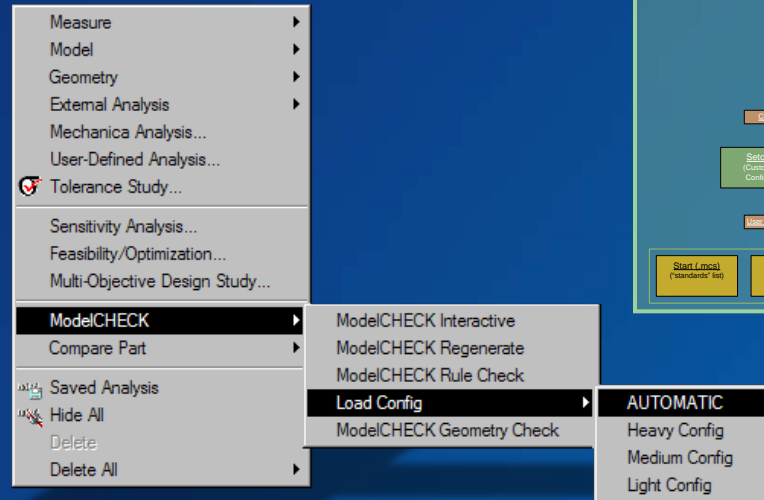 Measure
Model
Geometry
External Analysis
Mechanica Analysis...
User-Defined Analysis...
Tolerance Study...
Sensitivity Analysis...
Feasibility/Optimization...
Multi-Objective Design Study...
ModelCHECK
Compare Part
Saved Analysis
Hide All
Delete
Delete All
ModelCHECK Interactive
ModelCHECK Regenerate
ModelCHECK Rule Check
Load Config
ModelCHECK Geometry Check
AUTOMATIC
Heavy Config
Medium Config
Light Config
Start (.mcs)
("standards" list)